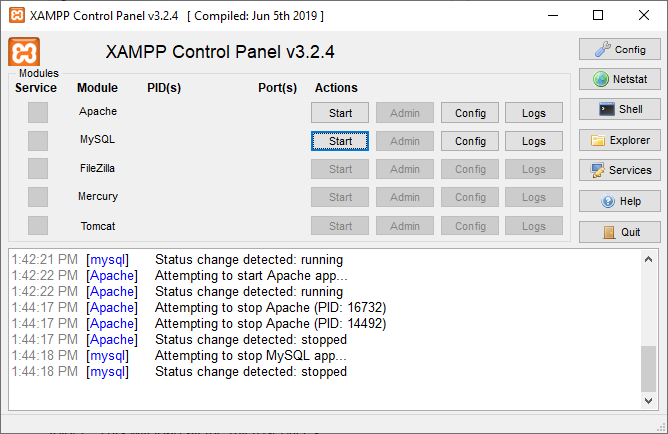 XAMPP Control Panel v3.2.4 [ Compiled: Jun 5th 2019 ]
XAMPP Control Panel v3.2.4
Modules
Service Module PID(s) Port(s) Actions
Apache Start Admin Config Logs
MySQL Start Admin Config Logs
FileZilla Start Admin Config Logs
Mercury Start Admin Config Logs
Tomcat Start Admin Config Logs
Config
Netstat
Shell
Explorer
Services
Help
Quit
1:42:21 PM [mysql] Status change detected: running
1:42:22 PM [Apache] Attempting to start Apache app...
1:42:22 PM [Apache] Status change detected: running
1:44:17 PM [Apache] Attempting to stop Apache (PID: 16732)
1:44:17 PM [Apache] Attempting to stop Apache (PID: 14492)
1:44:17 PM [Apache] Status change detected: stopped
1:44:18 PM [mysql] Attempting to stop MySQL app...
1:44:18 PM [mysql] Status change detected: stopped